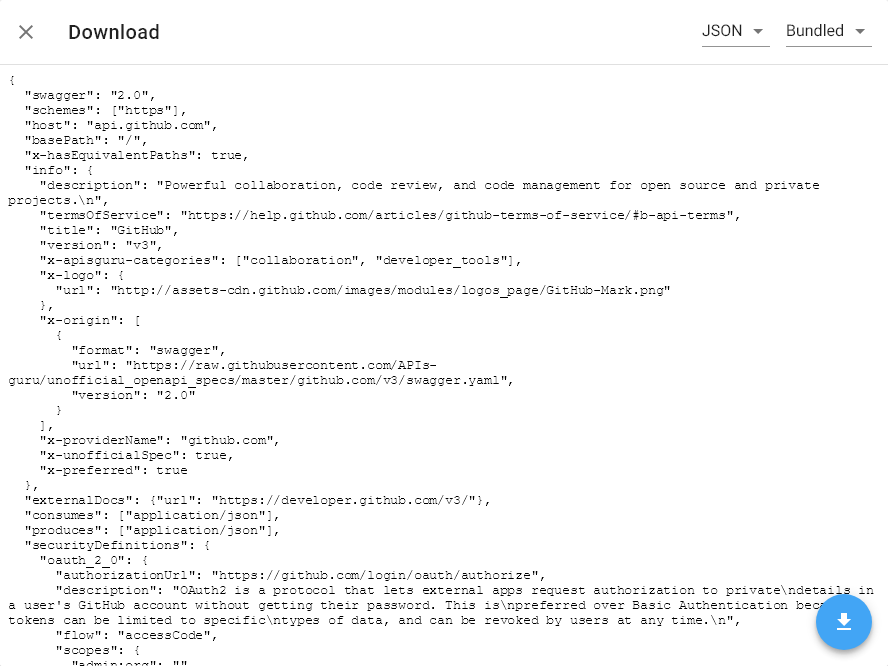 Download
JSON
Bundled
{
"swagger": "2.0",
"schemes": ["https"],
"host": "api.github.com",
"basePath": "/",
"x-hasEquivalentPaths": true,
"info": {
"description": "Powerful collaboration, code review, and code management for open source and private
projects.\n",
"termsOfService": "https://help.github.com/articles/github-terms-of-service/#b-api-terms",
"title": "GitHub",
"version": "v3",
"x-apisguru-categories": ["collaboration", "developer_tools"],
"x-logo": {
"url": "http://assets-cdn.github.com/images/modules/logos_page/GitHub-Mark.png"
},
"x-origin": [
{
"format": "swagger",
"url": "https://raw.githubusercontent.com/APIs-
guru/unofficial_openapi_specs/master/github.com/v3/swagger.yaml",
"version": "2.0"
}
],
"x-providerName": "github.com",
"x-unofficialSpec": true,
"x-preferred": true
},
"externalDocs": {"url": "https://developer.github.com/v3/"},
"consumes": ["application/json"],
"produces": ["application/json"],
"securityDefinitions": {
"oauth_2_0": {
"authorizationUrl": "https://github.com/login/oauth/authorize",
"description": "OAuth2 is a protocol that lets external apps request authorization to private\ndetails in
a user's GitHub account without getting their password. This is\npreferred over Basic Authentication
tokens can be limited to specific\ntypes of data, and can be revoked by users at any time.\n",
"flow": "accessCode",
"scopes": {
"admin:org": ""